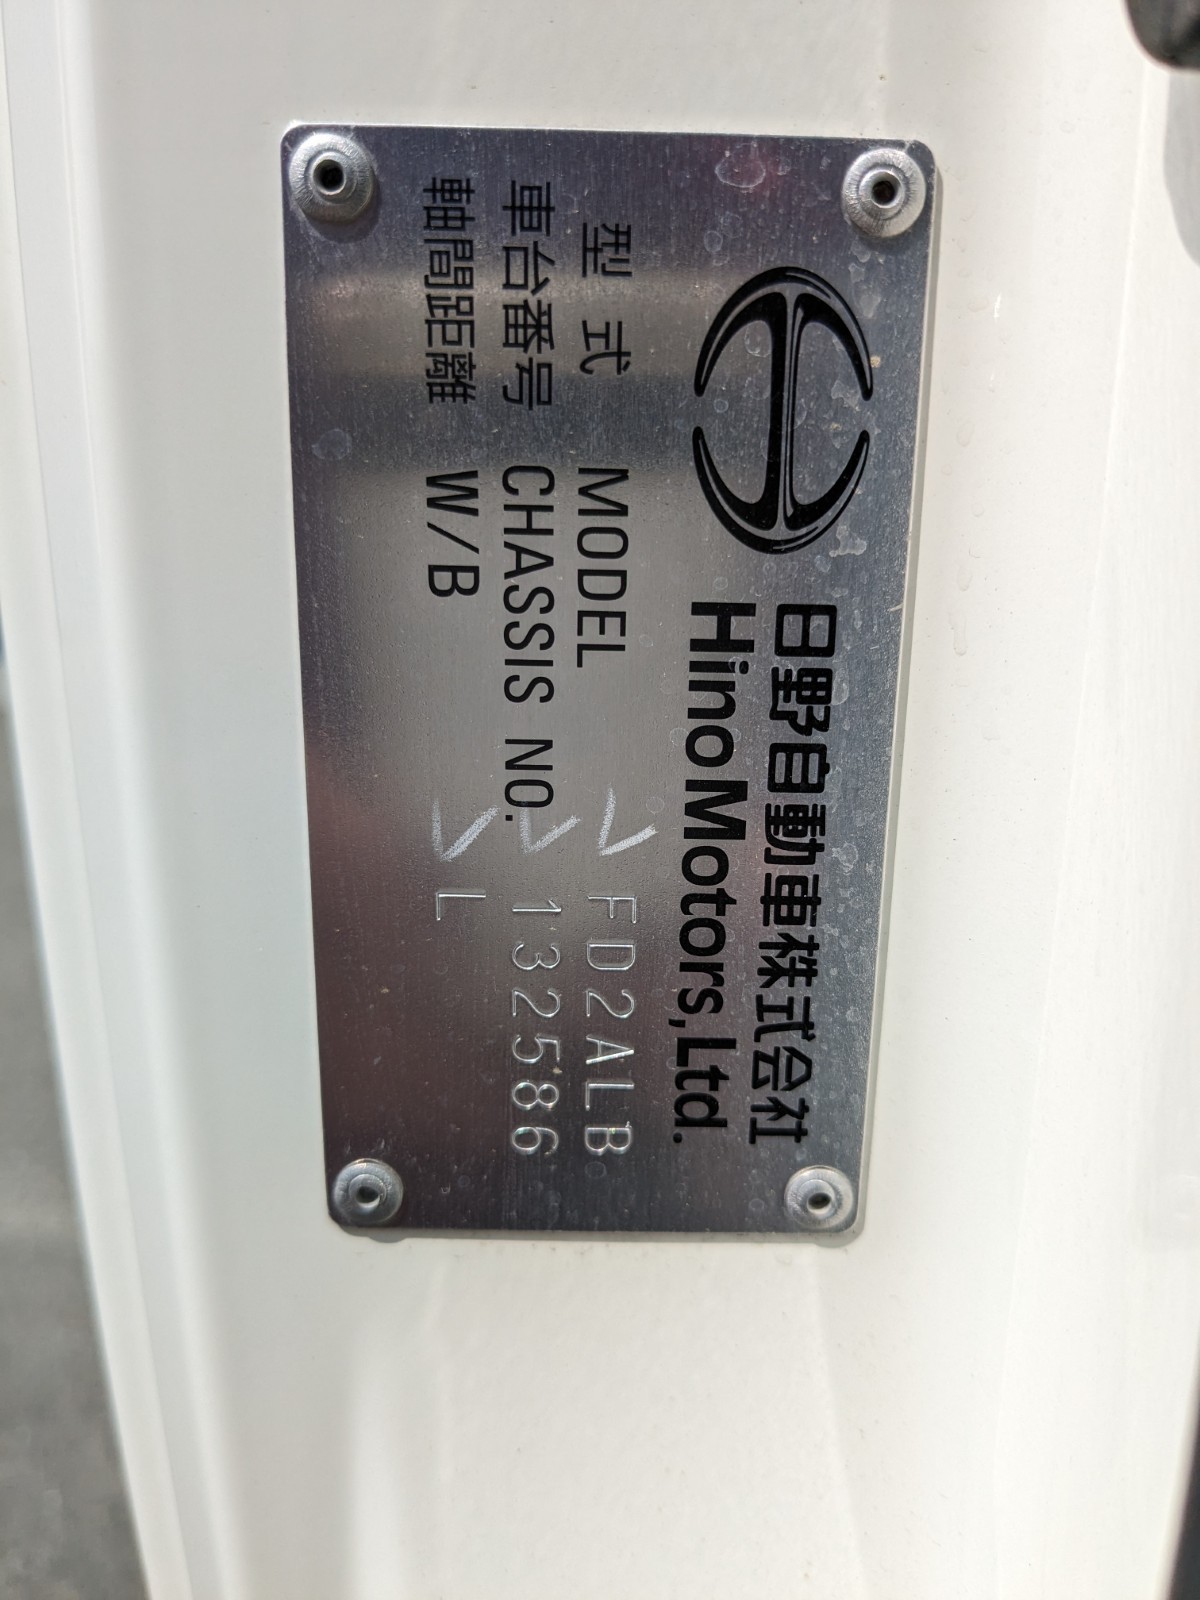 日野自動車株式会社
Hino Motors, Ltd.
型式 MODEL FD2ALB
車台番号 CHASSIS NO. 132586
軸間距離 W/B L